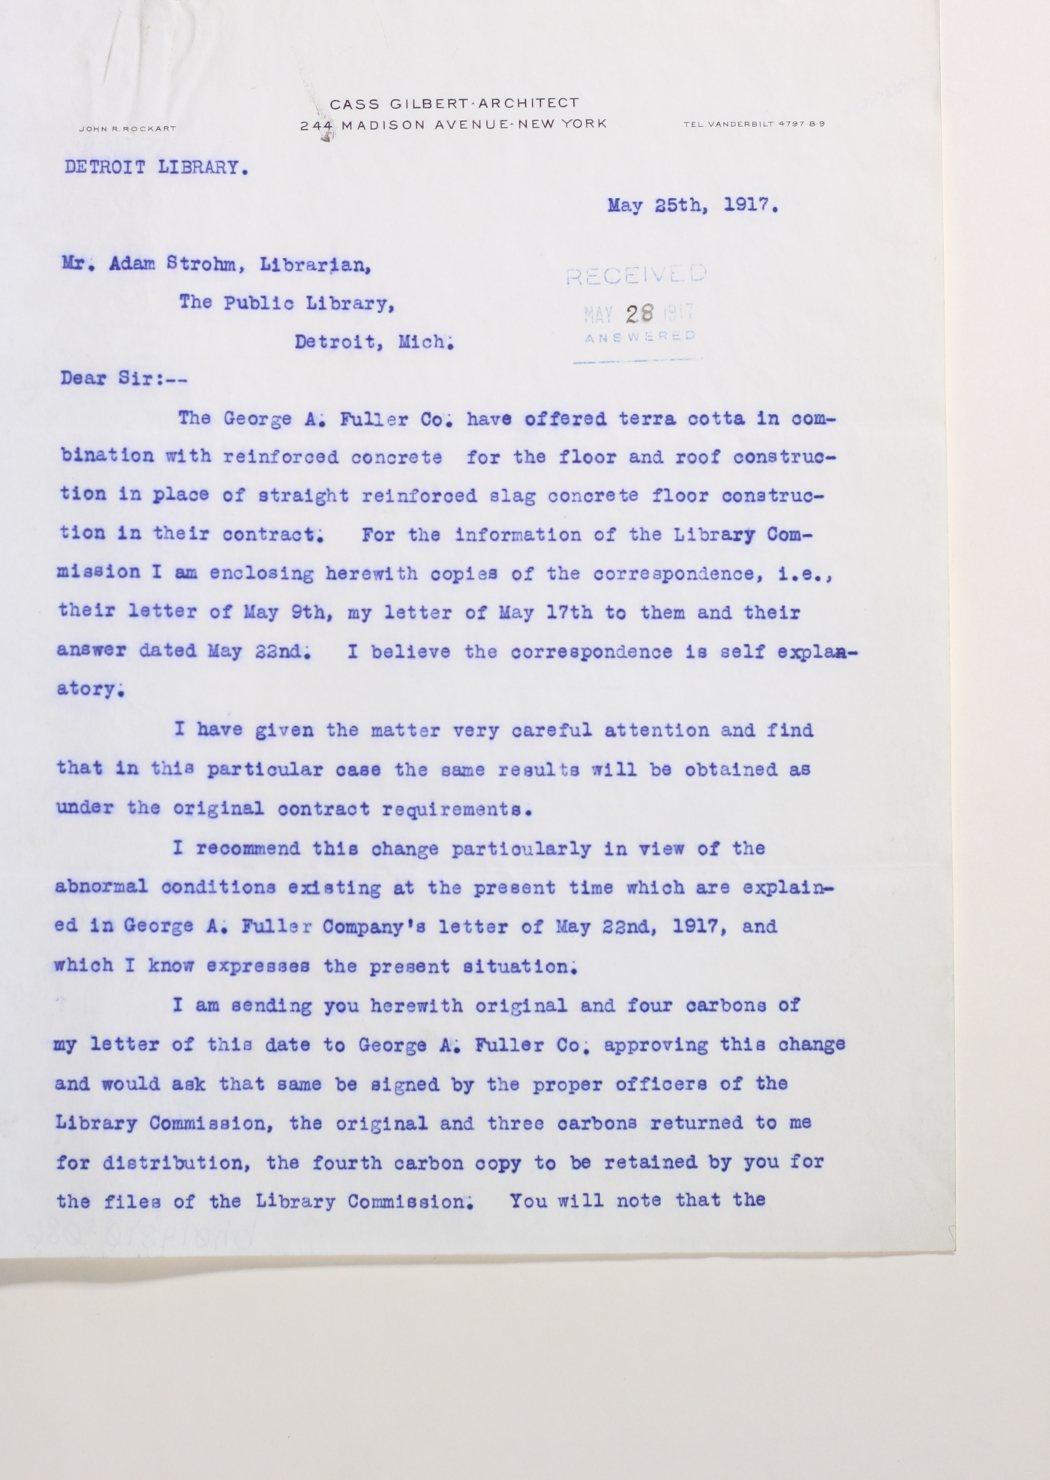 CASS GILBERT·ARCHITECT
JOHN R. ROCKART
244 MADISON AVENUE·NEW YORK
TEL. VANDERBILT 4797-8-9
DETROIT LIBRARY.
May 25th, 1917.
Mr. Adam Strohm, Librarian,
The Public Library,
Detroit, Mich.
RECEIVED
MAY 28 1917
ANSWERED
Dear Sir:--
The George A. Fuller Co. have offered terra cotta in com-
bination with reinforced concrete for the floor and roof construc-
tion in place of straight reinforced slag concrete floor construc-
tion in their contract. For the information of the Library Com-
mission I am enclosing herewith copies of the correspondence, i.e.,
their letter of May 9th, my letter of May 17th to them and their
answer dated May 22nd. I believe the correspondence is self explan-
atory.
I have given the matter very careful attention and find
that in this particular case the same results will be obtained as
under the original contract requirements.
I recommend this change particularly in view of the
abnormal conditions existing at the present time which are explain-
ed in George A. Fuller Company's letter of May 22nd, 1917, and
which I know expresses the present situation.
I am sending you herewith original and four carbons of
my letter of this date to George A. Fuller Co. approving this change
and would ask that same be signed by the proper officers of the
Library Commission, the original and three carbons returned to me
for distribution, the fourth carbon copy to be retained by you for
the files of the Library Commission. You will note that the